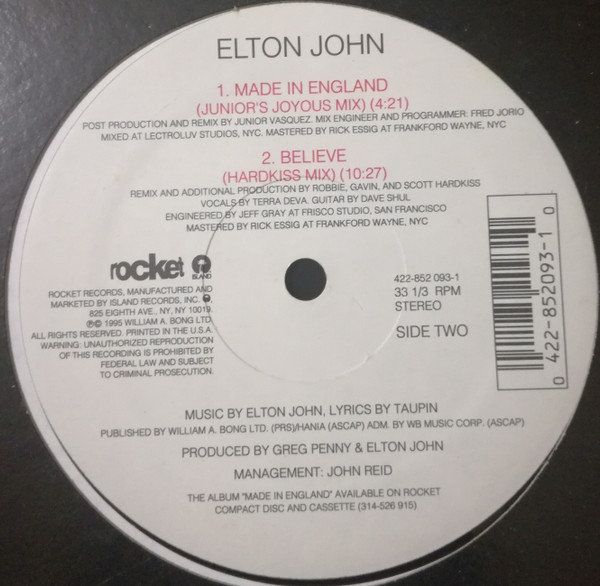 ELTON JOHN
1. MADE IN ENGLAND
(JUNIOR'S JOYOUS MIX) (4:21)
POST PRODUCTION AND REMIX BY JUNIOR VASQUEZ. MIX ENGINEER AND PROGRAMMER: FRED JORIO
MIXED AT LECTROLUV STUDIOS, NYC. MASTERED BY RICK ESSIG AT FRANKFORD WAYNE, NYC
2. BELIEVE
(HARDKISS MIX) (10:27)
REMIX AND ADDITIONAL PRODUCTION BY ROBBIE, GAVIN, AND SCOTT HARDKISS
VOCALS BY TERRA DEVA. GUITAR BY DAVE SHUL
ENGINEERED BY JEFF GRAY AT FRISCO STUDIO, SAN FRANCISCO
MASTERED BY RICK ESSIG AT FRANKFORD WAYNE, NYC
rocket
ISLAND
ROCKET RECORDS, MANUFACTURED AND
MARKETED BY ISLAND RECORDS, INC.
825 EIGHTH AVE., NY, NY 10019.
℗© 1995 WILLIAM A. BONG LTD.
ALL RIGHTS RESERVED. PRINTED IN THE U.S.A.
WARNING: UNAUTHORIZED REPRODUCTION
OF THIS RECORDING IS PROHIBITED BY
FEDERAL LAW AND SUBJECT
TO CRIMINAL PROSECUTION.
422-852 093-1
33 1/3 RPM
STEREO
SIDE TWO
0 422-852093-1 0
MUSIC BY ELTON JOHN, LYRICS BY TAUPIN
PUBLISHED BY WILLIAM A. BONG LTD. (PRS)/HANIA (ASCAP) ADM. BY WB MUSIC CORP. (ASCAP)
PRODUCED BY GREG PENNY & ELTON JOHN
MANAGEMENT: JOHN REID
THE ALBUM "MADE IN ENGLAND" AVAILABLE ON ROCKET
COMPACT DISC AND CASSETTE (314-526 915)